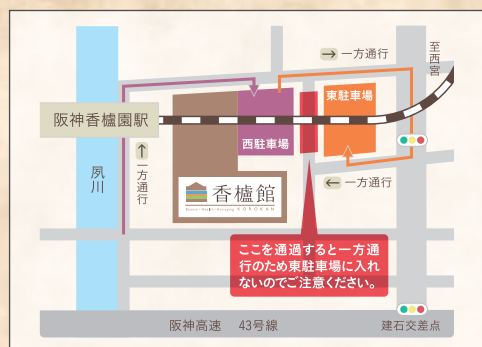 → 一方通行
至西宮
東駐車場
阪神香櫨園駅
西駐車場
↑一方通行
夙川
← 一方通行
香櫨館
KOROKAN
ここを通過すると一方通
行のため東駐車場に入れ
ないのでご注意ください。
阪神高速 43号線
建石交差点